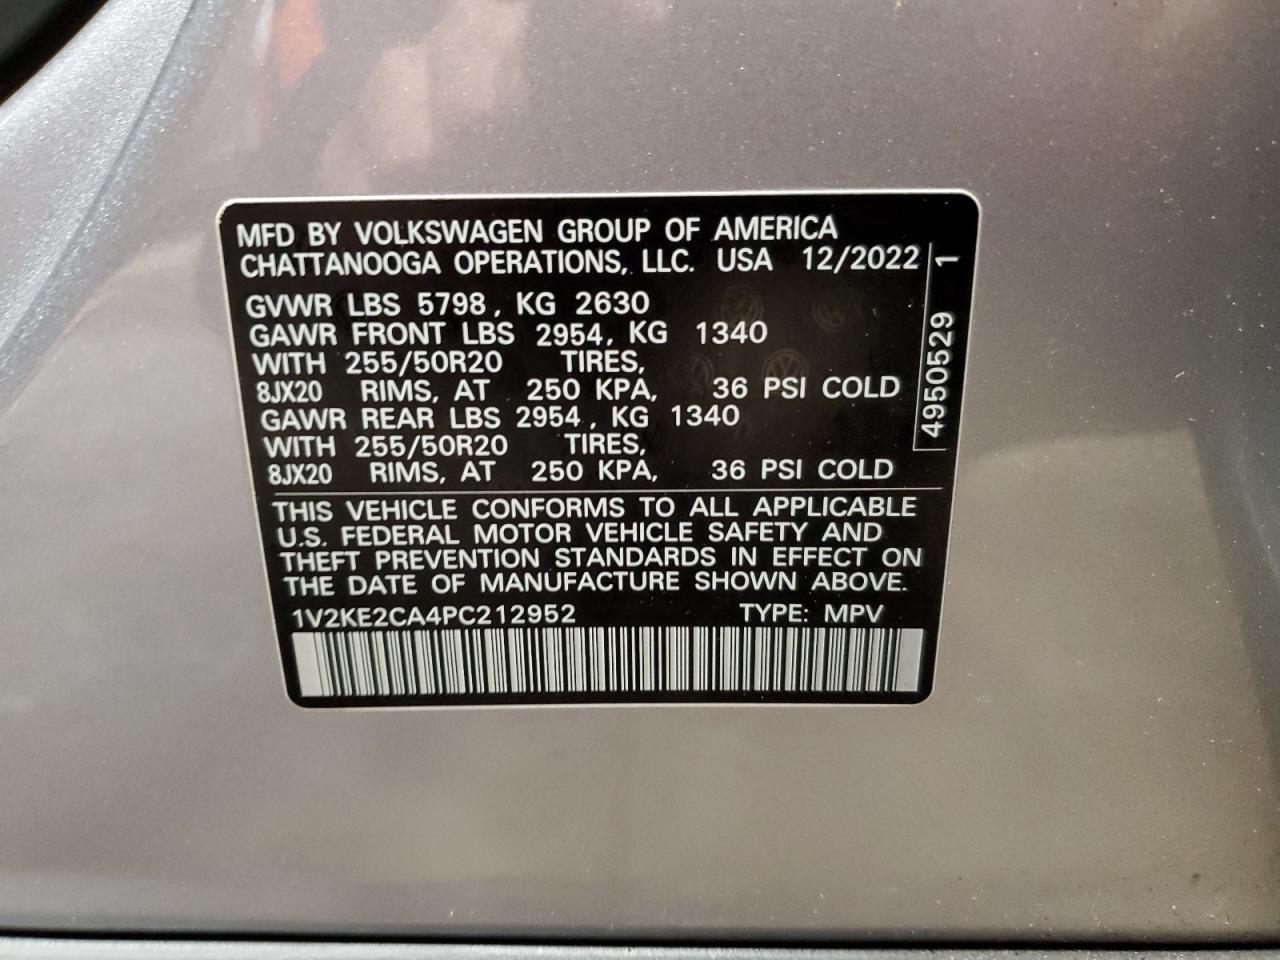 MFD BY VOLKSWAGEN GROUP OF AMERICA
CHATTANOOGA OPERATIONS, LLC. USA 12/2022
GVWR LBS 5798, KG 2630
GAWR FRONT LBS 2954, KG 1340
WITH 255/50R20 TIRES,
8JX20 RIMS, AT 250 KPA, 36 PSI COLD
GAWR REAR LBS 2954, KG 1340
WITH 255/50R20 TIRES,
8JX20 RIMS, AT 250 KPA, 36 PSI COLD
4950529 1
THIS VEHICLE CONFORMS TO ALL APPLICABLE
U.S. FEDERAL MOTOR VEHICLE SAFETY AND
THEFT PREVENTION STANDARDS IN EFFECT ON
THE DATE OF MANUFACTURE SHOWN ABOVE.
1V2KE2CA4PC212952 TYPE: MPV